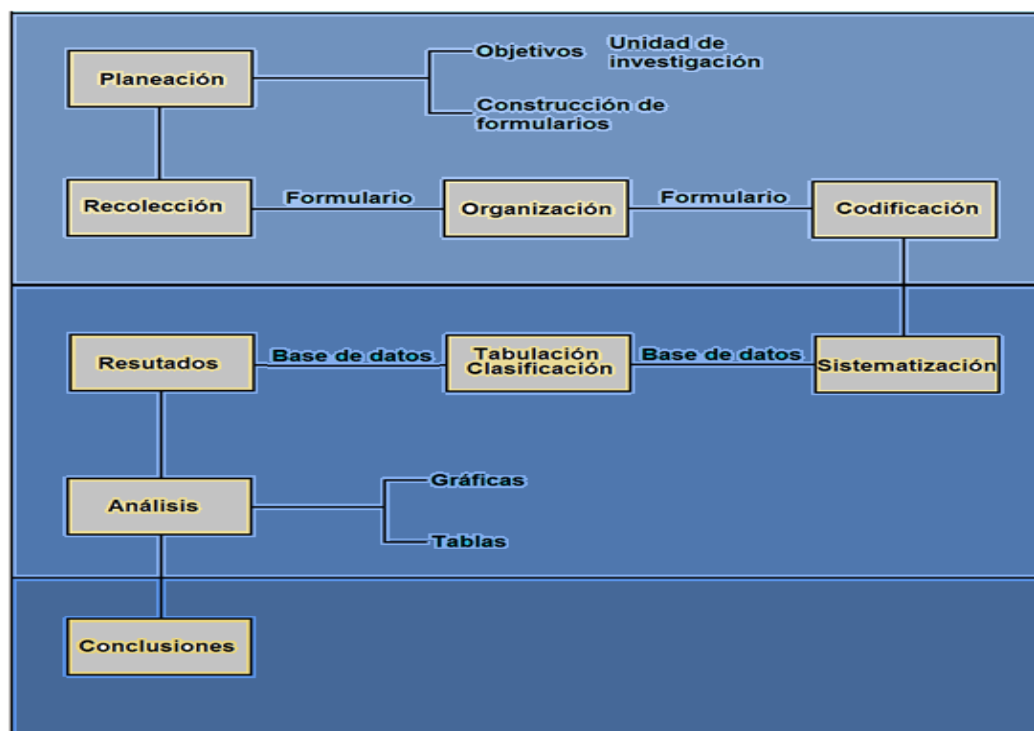 Planeación
Objetivos
Unidad de
investigación
Construcción de
formularios
Recolección
Formulario
Organización
Formulario
Codificación
Resutados
Base de datos
Tabulación
Clasificación
Base de datos
Sistematización
Análisis
Gráficas
Tablas
Conclusiones